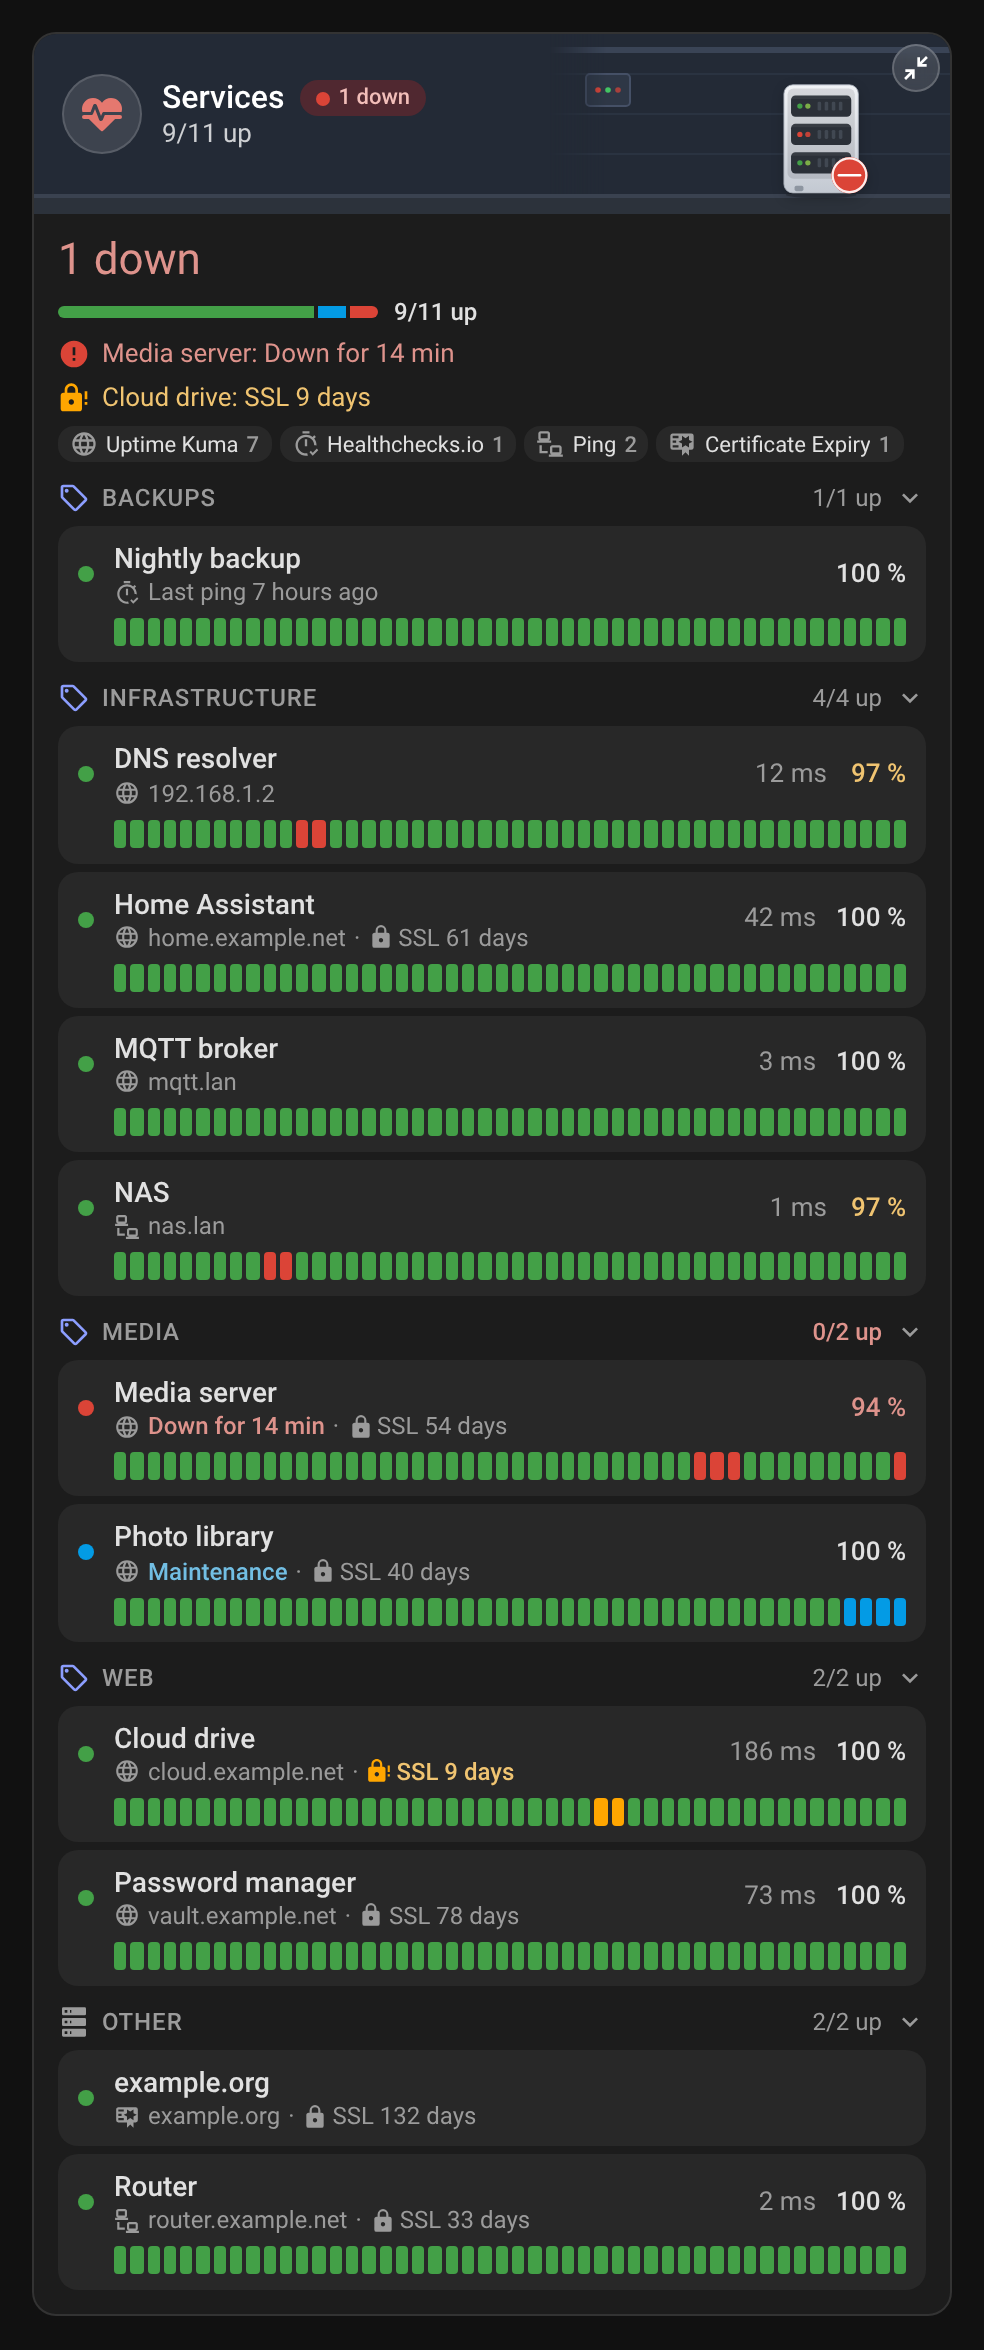 Services 1 down
9/11 up
1 down
9/11 up
Media server: Down for 14 min
Cloud drive: SSL 9 days
Uptime Kuma 7 Healthchecks.io 1 Ping 2 Certificate Expiry 1
BACKUPS 1/1 up
Nightly backup 100 %
Last ping 7 hours ago
INFRASTRUCTURE 4/4 up
DNS resolver 12 ms 97 %
192.168.1.2
Home Assistant 42 ms 100 %
home.example.net · SSL 61 days
MQTT broker 3 ms 100 %
mqtt.lan
NAS 1 ms 97 %
nas.lan
MEDIA 0/2 up
Media server 94 %
Down for 14 min · SSL 54 days
Photo library 100 %
Maintenance · SSL 40 days
WEB 2/2 up
Cloud drive 186 ms 100 %
cloud.example.net · SSL 9 days
Password manager 73 ms 100 %
vault.example.net · SSL 78 days
OTHER 2/2 up
example.org
example.org · SSL 132 days
Router 2 ms 100 %
router.example.net · SSL 33 days